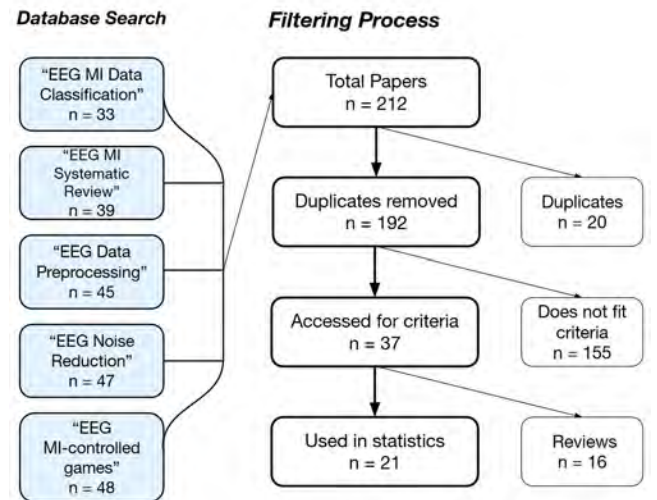 Database Search
"EEG MI Data
Classification"
n = 33
"EEG MI
Systematic
Review"
n = 39
"EEG Data
Preprocessing"
n = 45
"EEG Noise
Reduction"
n = 47
"EEG
MI-controlled
games"
n = 48
Filtering Process
Total Papers
n = 212
Duplicates removed
n = 192
Duplicates
n = 20
Accessed for criteria
n = 37
Does not fit
criteria
n = 155
Used in statistics
n = 21
Reviews
n = 16